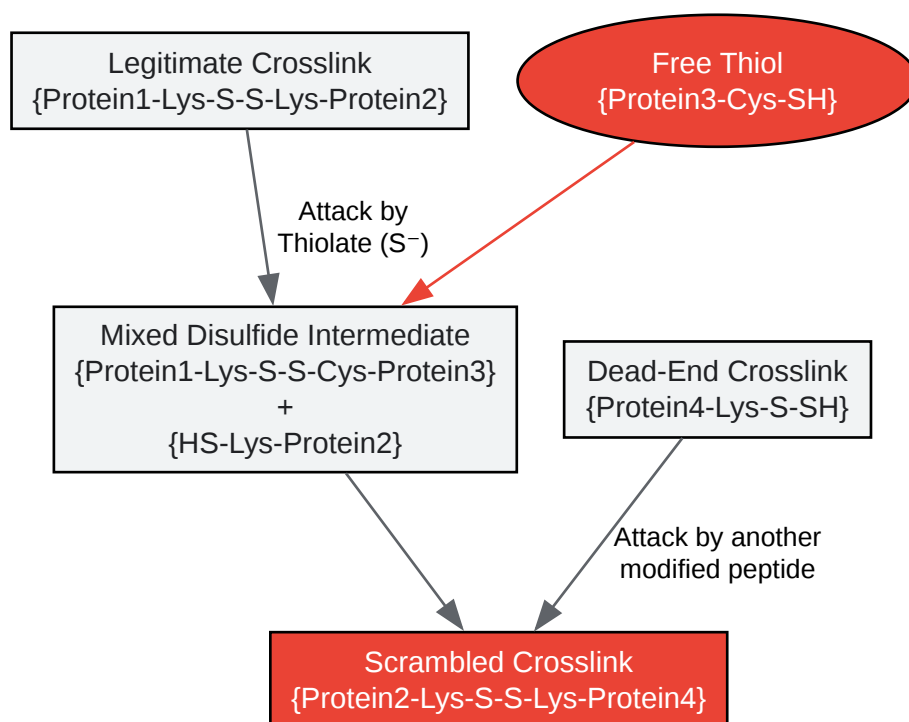 Legitimate Crosslink
{Protein1-Lys-S-S-Lys-Protein2}
Free Thiol
{Protein3-Cys-SH}
Attack by
Thiolate (S⁻)
Mixed Disulfide Intermediate
{Protein1-Lys-S-S-Cys-Protein3}
+
{HS-Lys-Protein2}
Dead-End Crosslink
{Protein4-Lys-S-SH}
Attack by another
modified peptide
Scrambled Crosslink
{Protein2-Lys-S-S-Lys-Protein4}